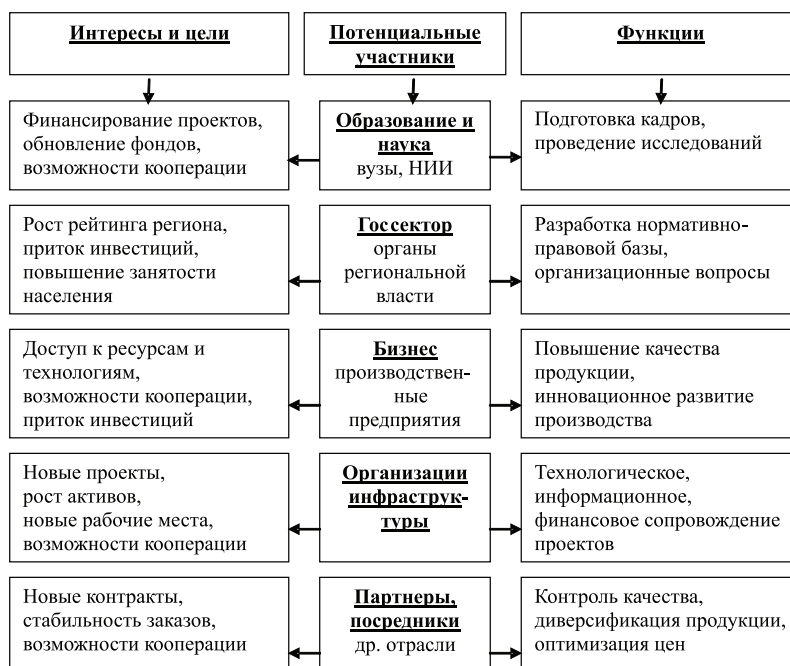 Интересы и цели
Потенциальные
участники
Функции
Финансирование проектов,
обновление фондов,
возможности кооперации
Образование и
наука
вузы, НИИ
Подготовка кадров,
проведение исследований
Рост рейтинга региона,
приток инвестиций,
повышение занятости
населения
Госсектор
органы
региональной
власти
Разработка нормативно-
правовой базы,
организационные вопросы
Доступ к ресурсам и
технологиям,
возможности кооперации,
приток инвестиций
Бизнес
производствен-
ные
предприятия
Повышение качества
продукции,
инновационное развитие
производства
Новые проекты,
рост активов,
новые рабочие места,
возможности кооперации
Организации
инфраструк-
туры
Технологическое,
информационное,
финансовое сопровождение
проектов
Новые контракты,
стабильность заказов,
возможности кооперации
Партнеры,
посредники
др. отрасли
Контроль качества,
диверсификация продукции,
оптимизация цен